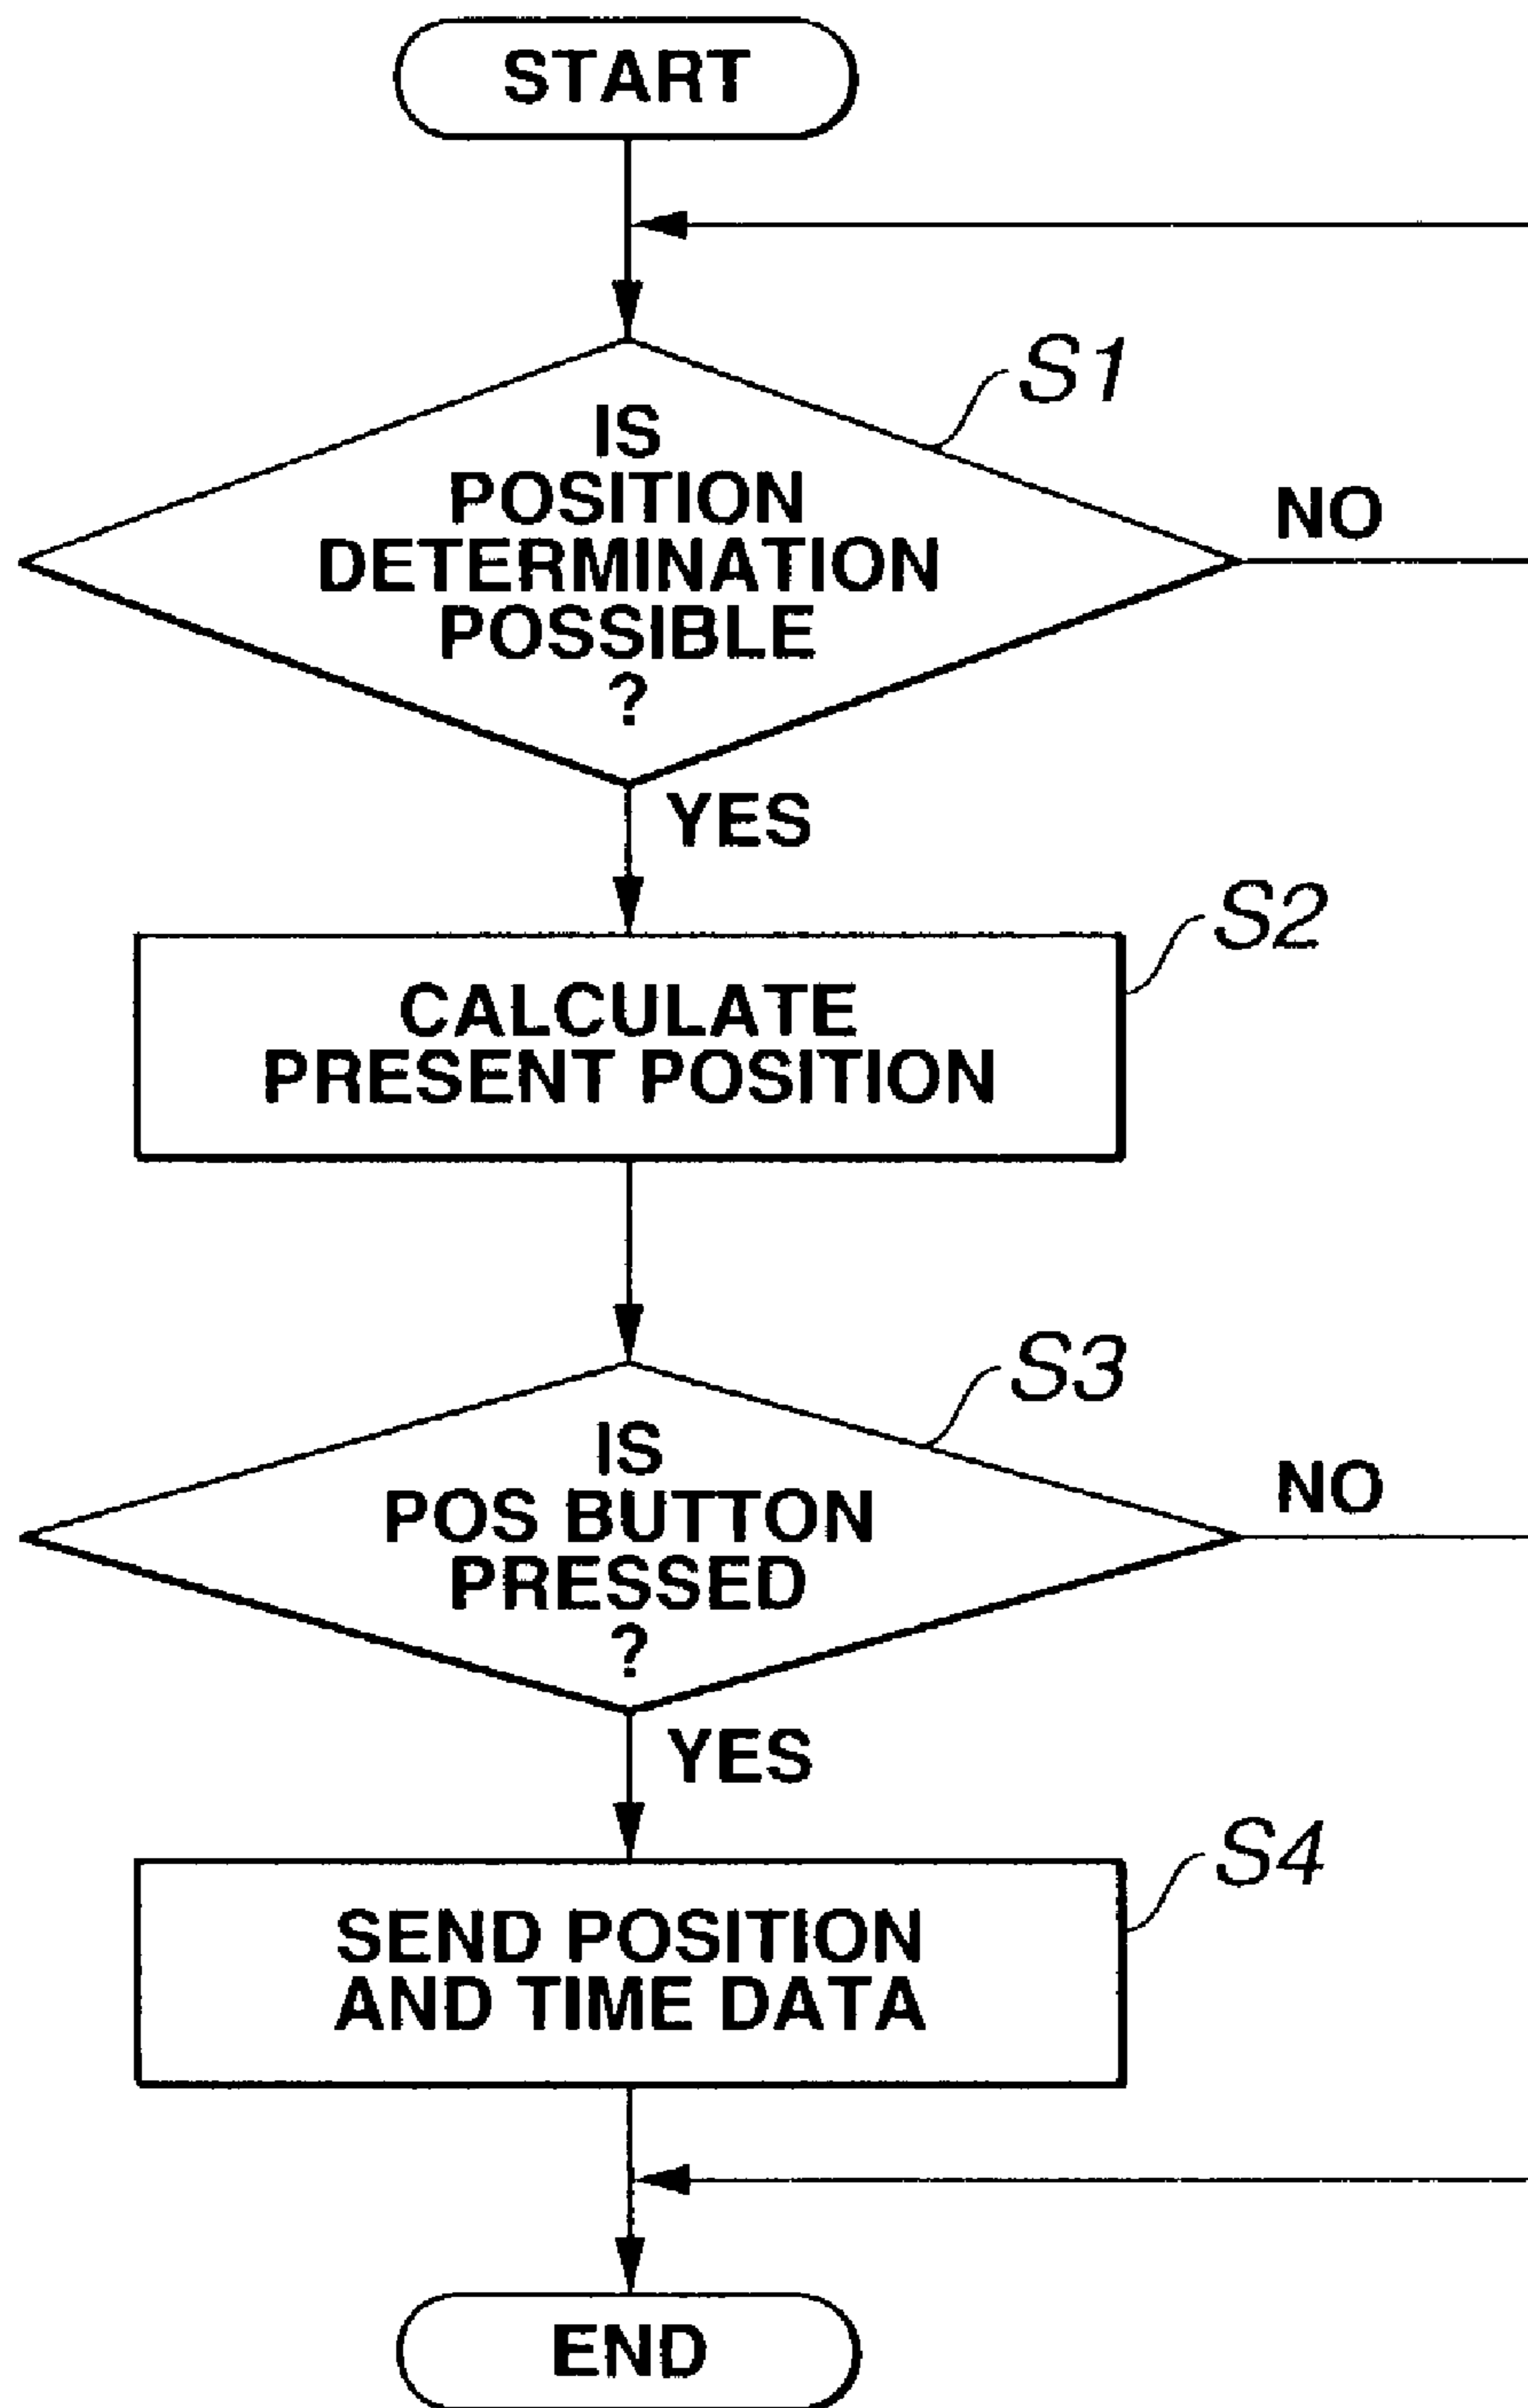 START
S1
IS
POSITION
DETERMINATION
POSSIBLE
?
NO
YES
S2
CALCULATE
PRESENT POSITION
S3
IS
POS BUTTON
PRESSED
?
NO
YES
S4
SEND POSITION
AND TIME DATA
END